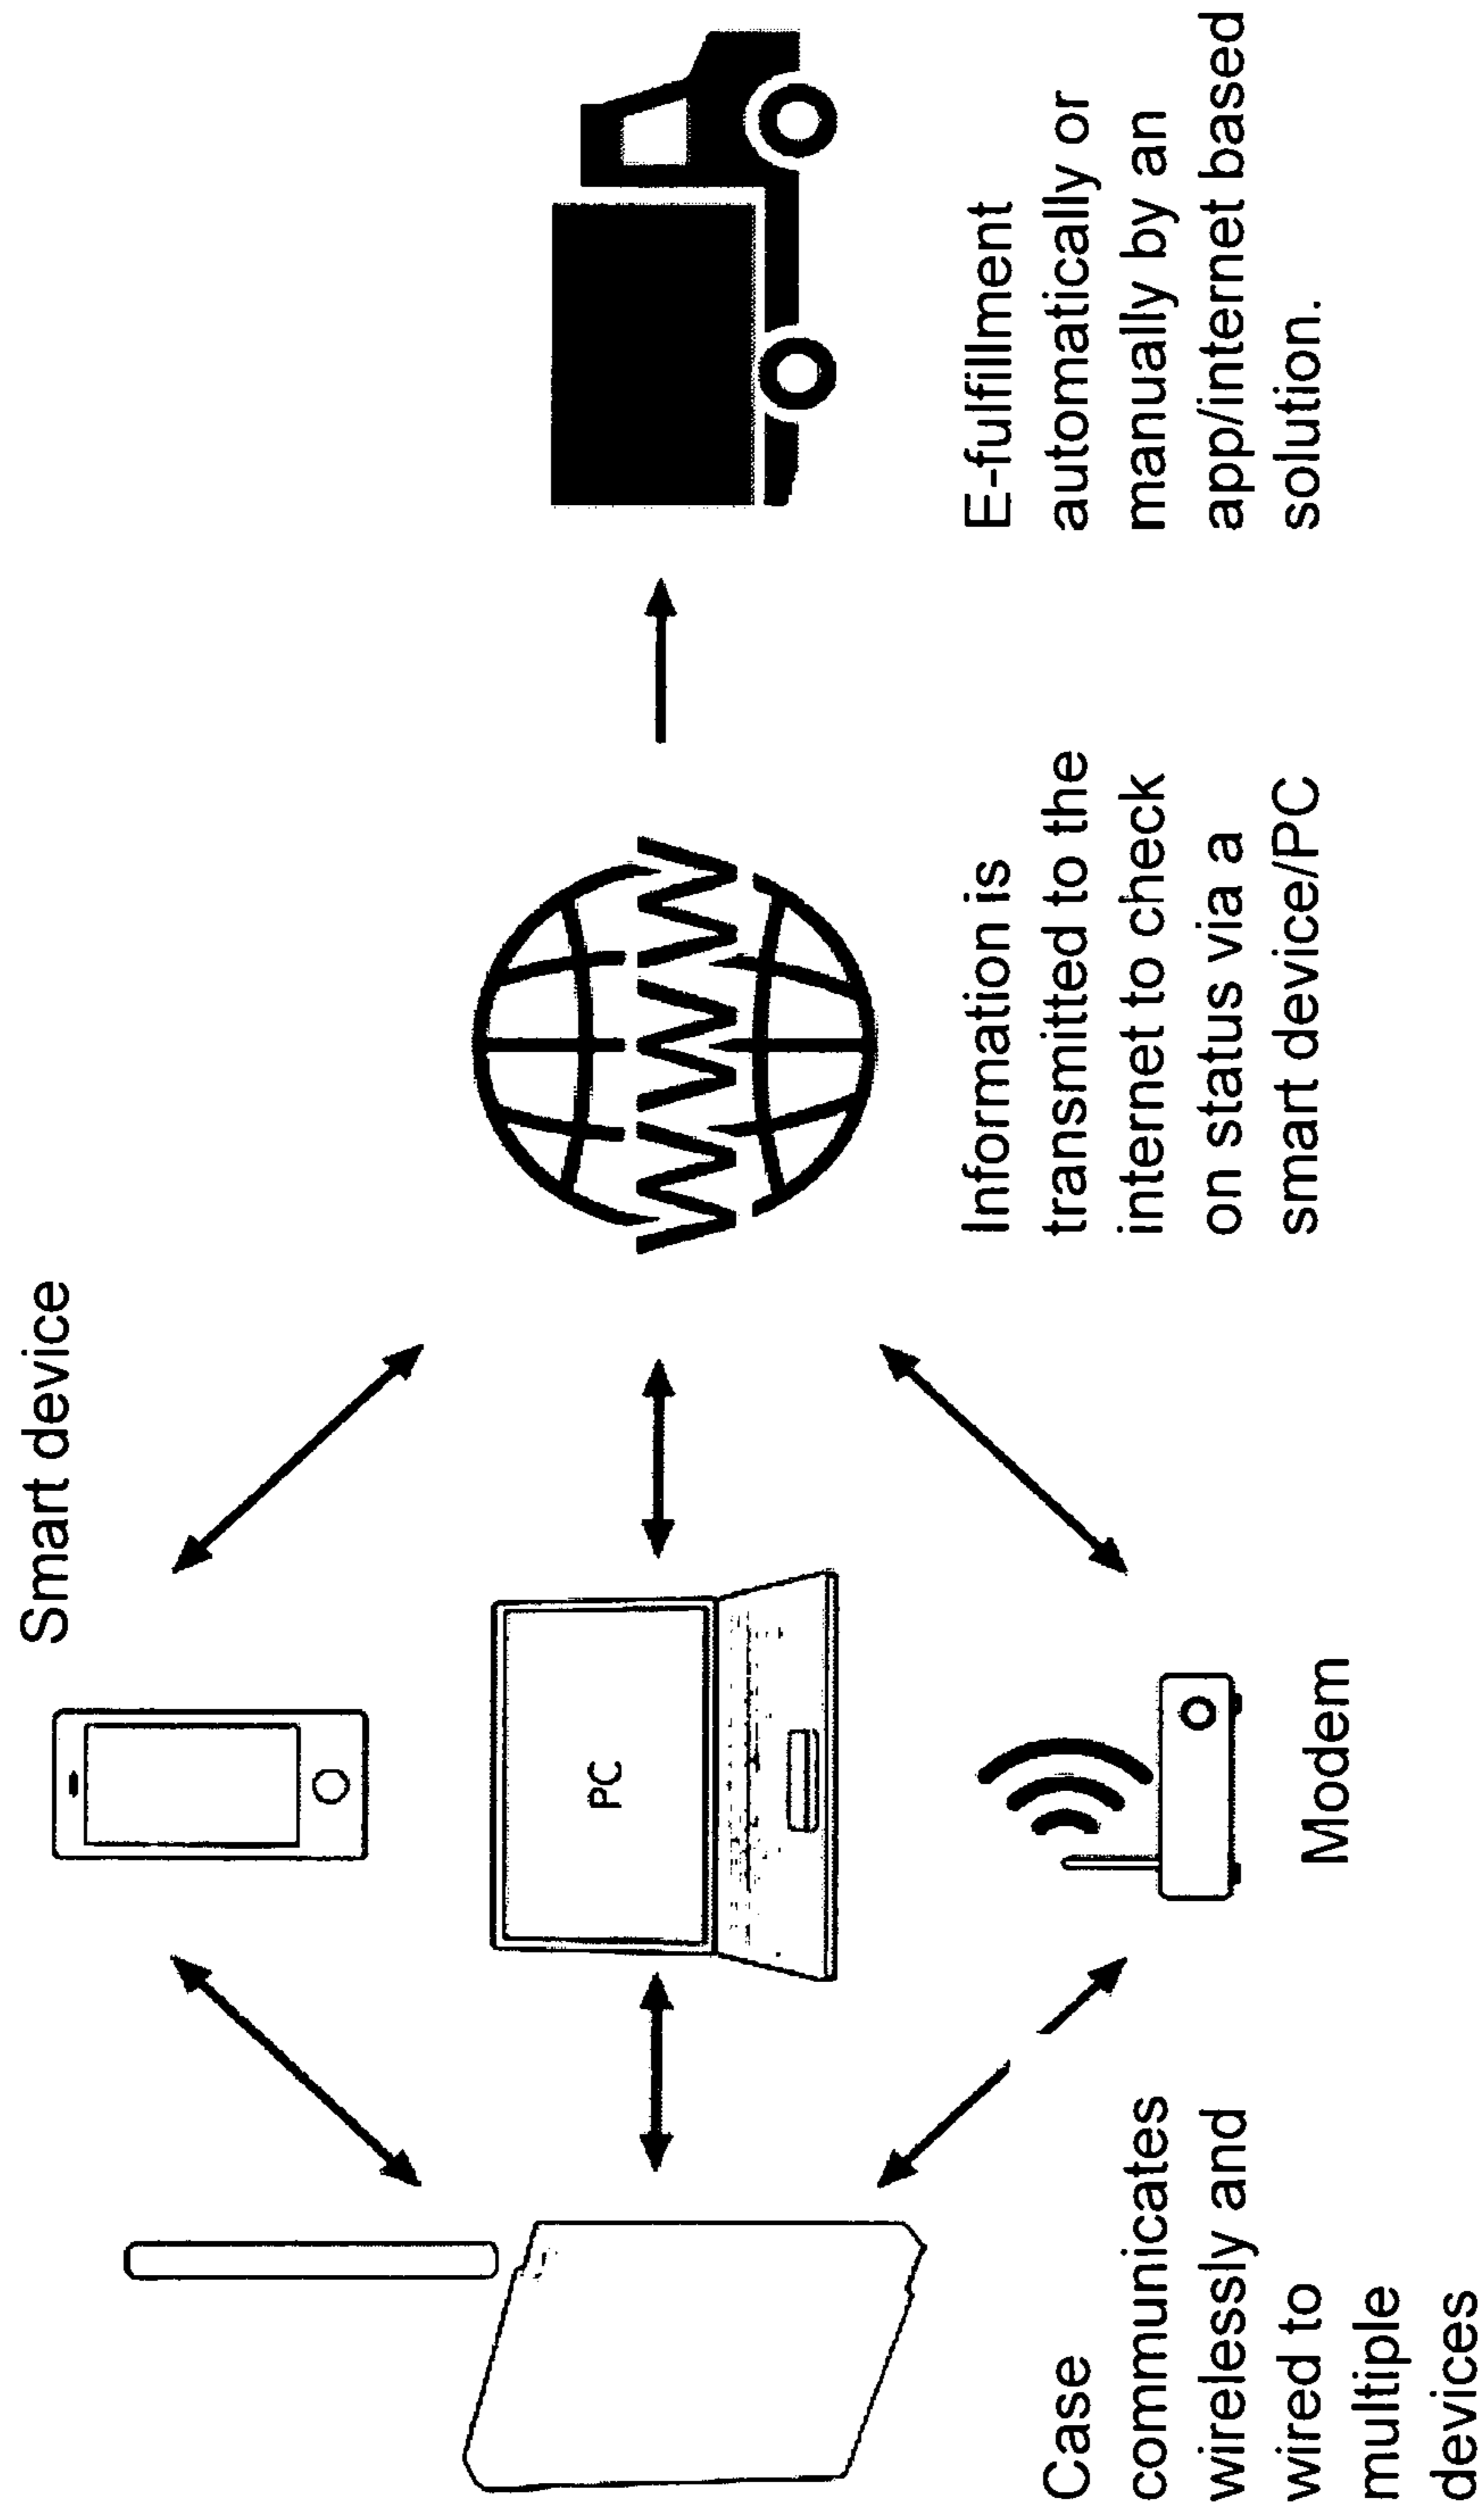 Smart device
PC
Modem
Case
communicates
wirelessly and
wired to
multiple
devices
WWW
Information is
transmitted to the
internet to check
on status via a
smart device/PC
E-fulfillment
automatically or
manually by an
app/internet based
solution.